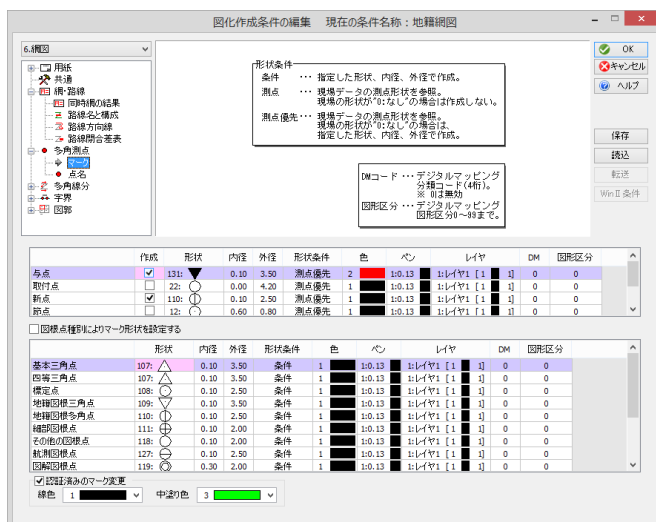 図化作成条件の編集　現在の条件名称：地籍網図
6.網図
用紙
共通
網・路線
同時網の結果
路線名と構成
路線方向線
路線閉合差表
多角測点
マーク
点名
多角線分
字界
図郭
形状条件
条件 ・・・ 指定した形状、内径、外径で作成。
測点 ・・・ 現場データの測点形状を参照。
現場の形状が"0:なし"の場合は作成しない。
測点優先・・・ 現場データの測点形状を参照。
現場の形状が"0:なし"の場合は、
指定した形状、内径、外径で作成。
DMコード ・・・デジタルマッピング
分類コード(4桁)。
※ 0は無効
図形区分・・・デジタルマッピング
図形区分0～99まで。
OK
キャンセル
ヘルプ
保存
読込
転送
WinⅡ条件
作成 形状 内径 外径 形状条件 色 ペン レイヤ DM 図形区分
与点 131: 0.10 3.50 測点優先 2 1:0.13 1:レイヤ1 [ 1 1] 0 0
取付点 22: 0.00 4.20 測点優先 1 1:0.13 1:レイヤ1 [ 1 1] 0 0
新点 110: 0.10 2.50 測点優先 1 1:0.13 1:レイヤ1 [ 1 1] 0 0
節点 12: 0.60 0.80 測点優先 1 1:0.13 1:レイヤ1 [ 1 1] 0 0
図根点種別によりマーク形状を設定する
形状 内径 外径 形状条件 色 ペン レイヤ DM 図形区分
基本三角点 107: 0.10 3.50 条件 1 1:0.13 1:レイヤ1 [ 1 1] 0 0
四等三角点 107: 0.10 3.50 条件 1 1:0.13 1:レイヤ1 [ 1 1] 0 0
標定点 108: 0.10 2.50 条件 1 1:0.13 1:レイヤ1 [ 1 1] 0 0
地籍図根三角点 109: 0.10 3.50 条件 1 1:0.13 1:レイヤ1 [ 1 1] 0 0
地籍図根多角点 110: 0.10 2.50 条件 1 1:0.13 1:レイヤ1 [ 1 1] 0 0
細部図根点 111: 0.10 2.00 条件 1 1:0.13 1:レイヤ1 [ 1 1] 0 0
その他の図根点 118: 0.10 2.00 条件 1 1:0.13 1:レイヤ1 [ 1 1] 0 0
航測図根点 127: 0.10 2.50 条件 1 1:0.13 1:レイヤ1 [ 1 1] 0 0
図解図根点 119: 0.30 2.00 条件 1 1:0.13 1:レイヤ1 [ 1 1] 0 0
認証済みのマーク変更
線色 1 中塗り色 3